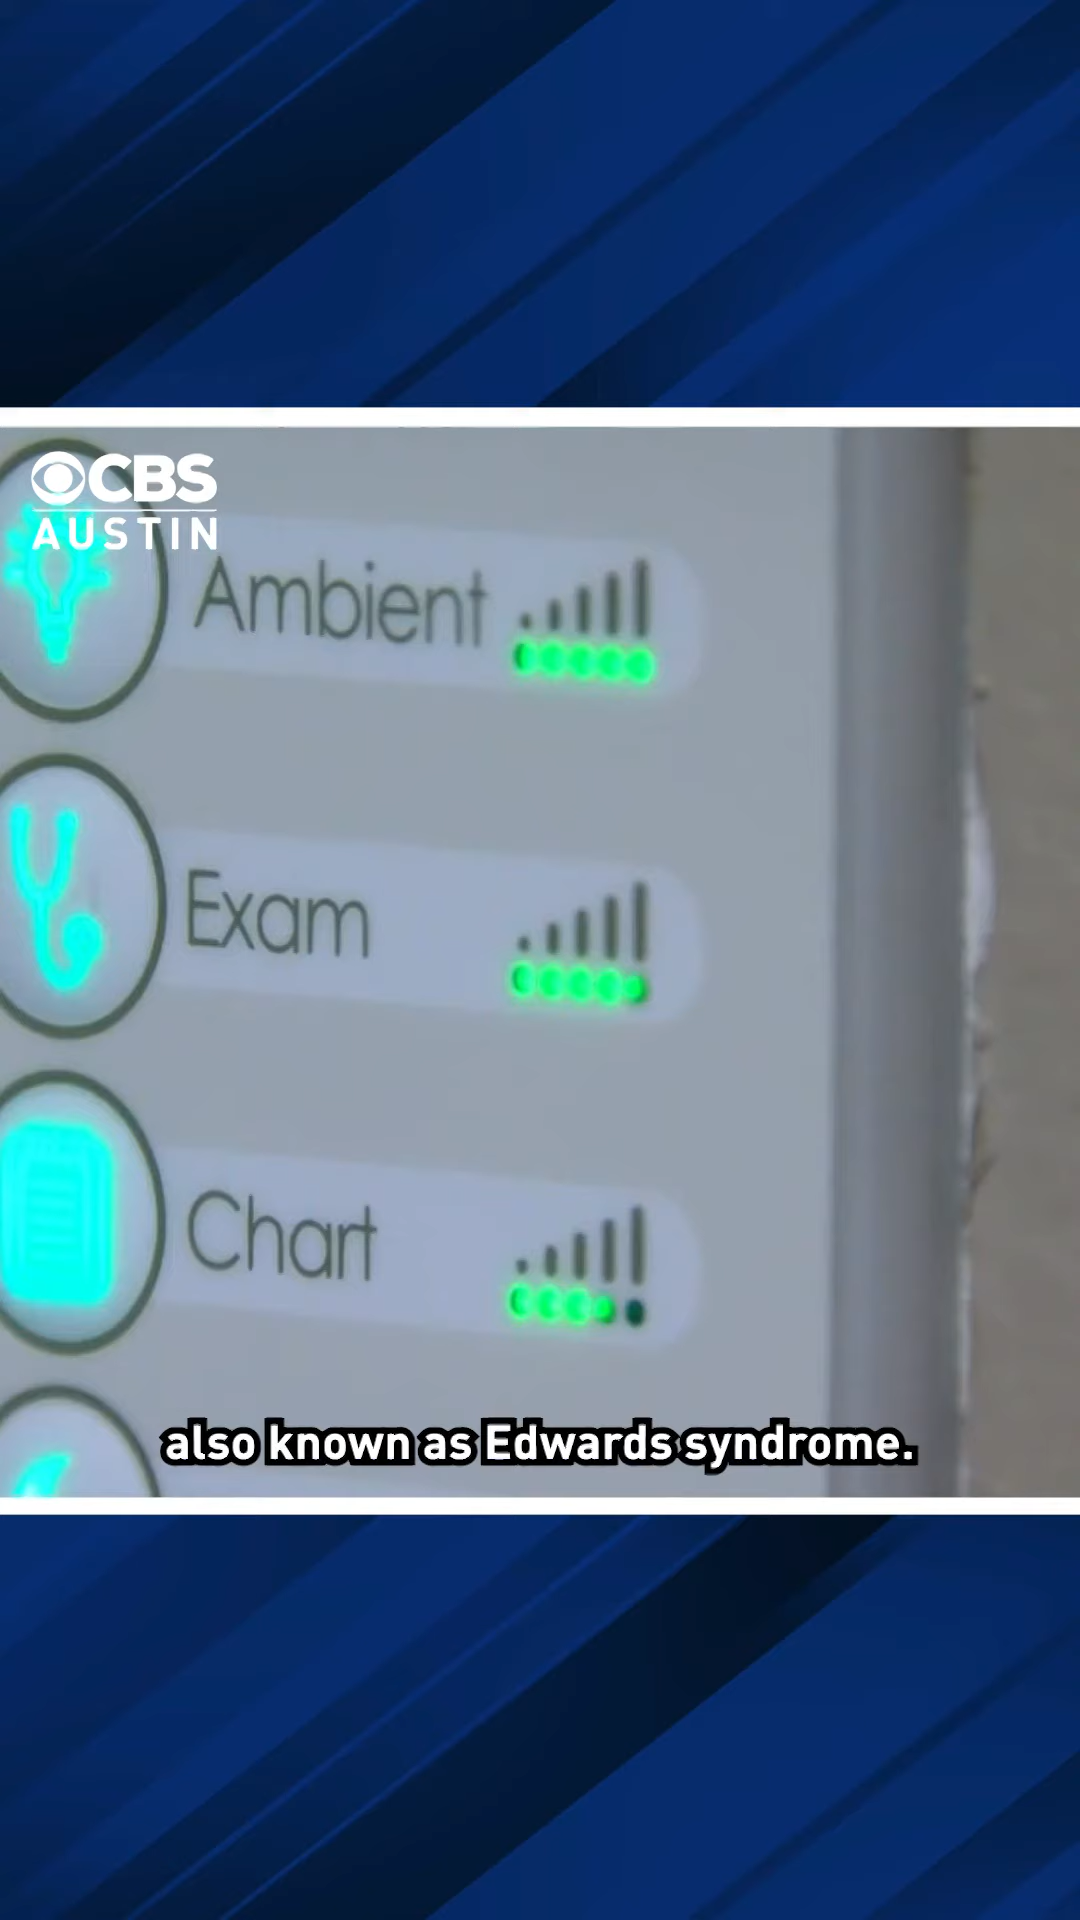 CBS
AUSTIN
Ambient
Exam
Chart
also known as Edwards syndrome.